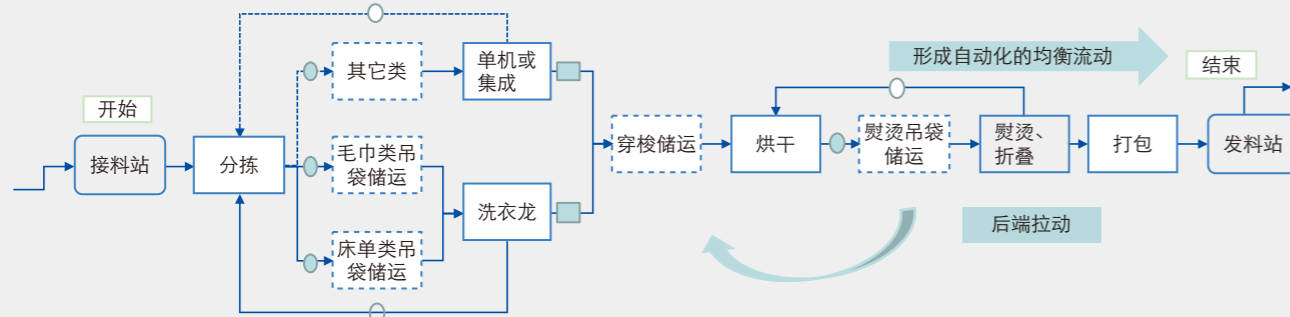 开始
接料站
分拣
其它类
毛巾类吊
袋储运
床单类吊
袋储运
单机或
集成
洗衣龙
穿梭储运
烘干
熨烫吊袋
储运
熨烫、
折叠
打包
发料站
结束
形成自动化的均衡流动
后端拉动